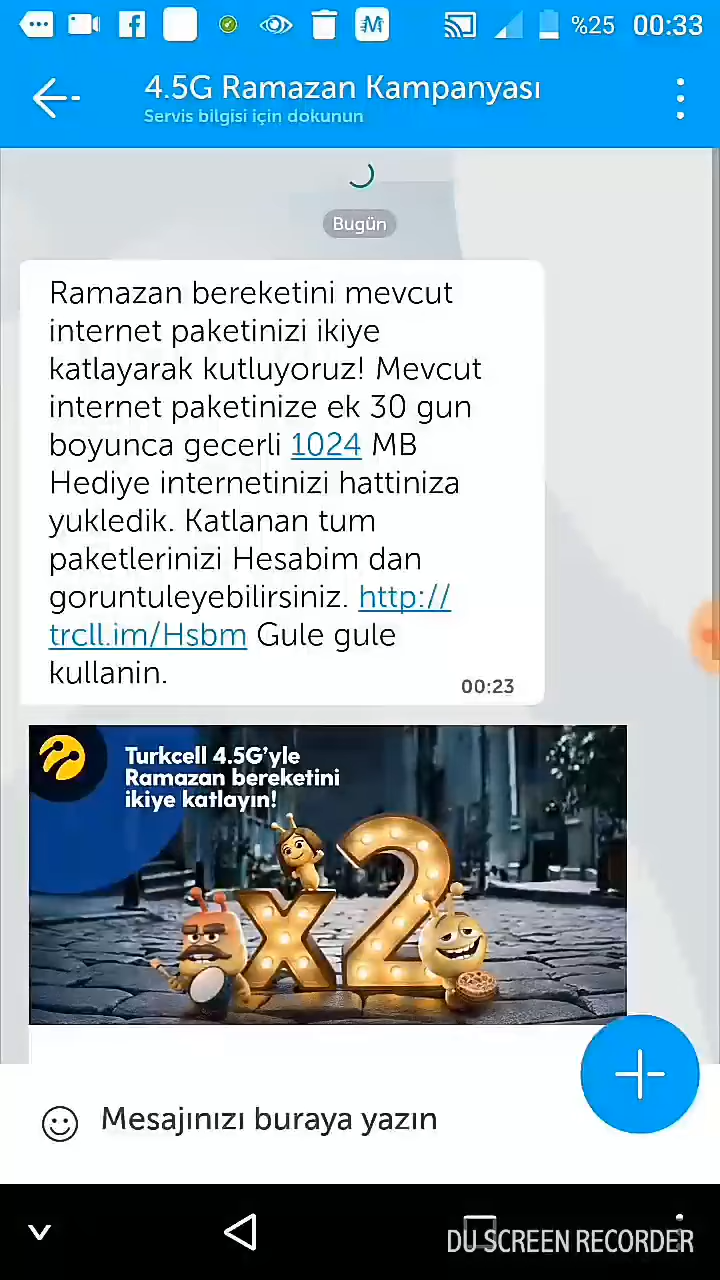 %25 00:33
4.5G Ramazan Kampanyası
Servis bilgisi için dokunun
Bugün
Ramazan bereketini mevcut
internet paketinizi ikiye
katlayarak kutluyoruz! Mevcut
internet paketinize ek 30 gun
boyunca gecerli 1024 MB
Hediye internetinizi hattiniza
yukledik. Katlanan tum
paketlerinizi Hesabim dan
goruntuleyebilirsiniz. http://
trcll.im/Hsbm Gule gule
kullanin.
00:23
Turkcell 4.5G'yle
Ramazan bereketini
ikiye katlayın!
x2
Mesajınızı buraya yazın
DU SCREEN RECORDER